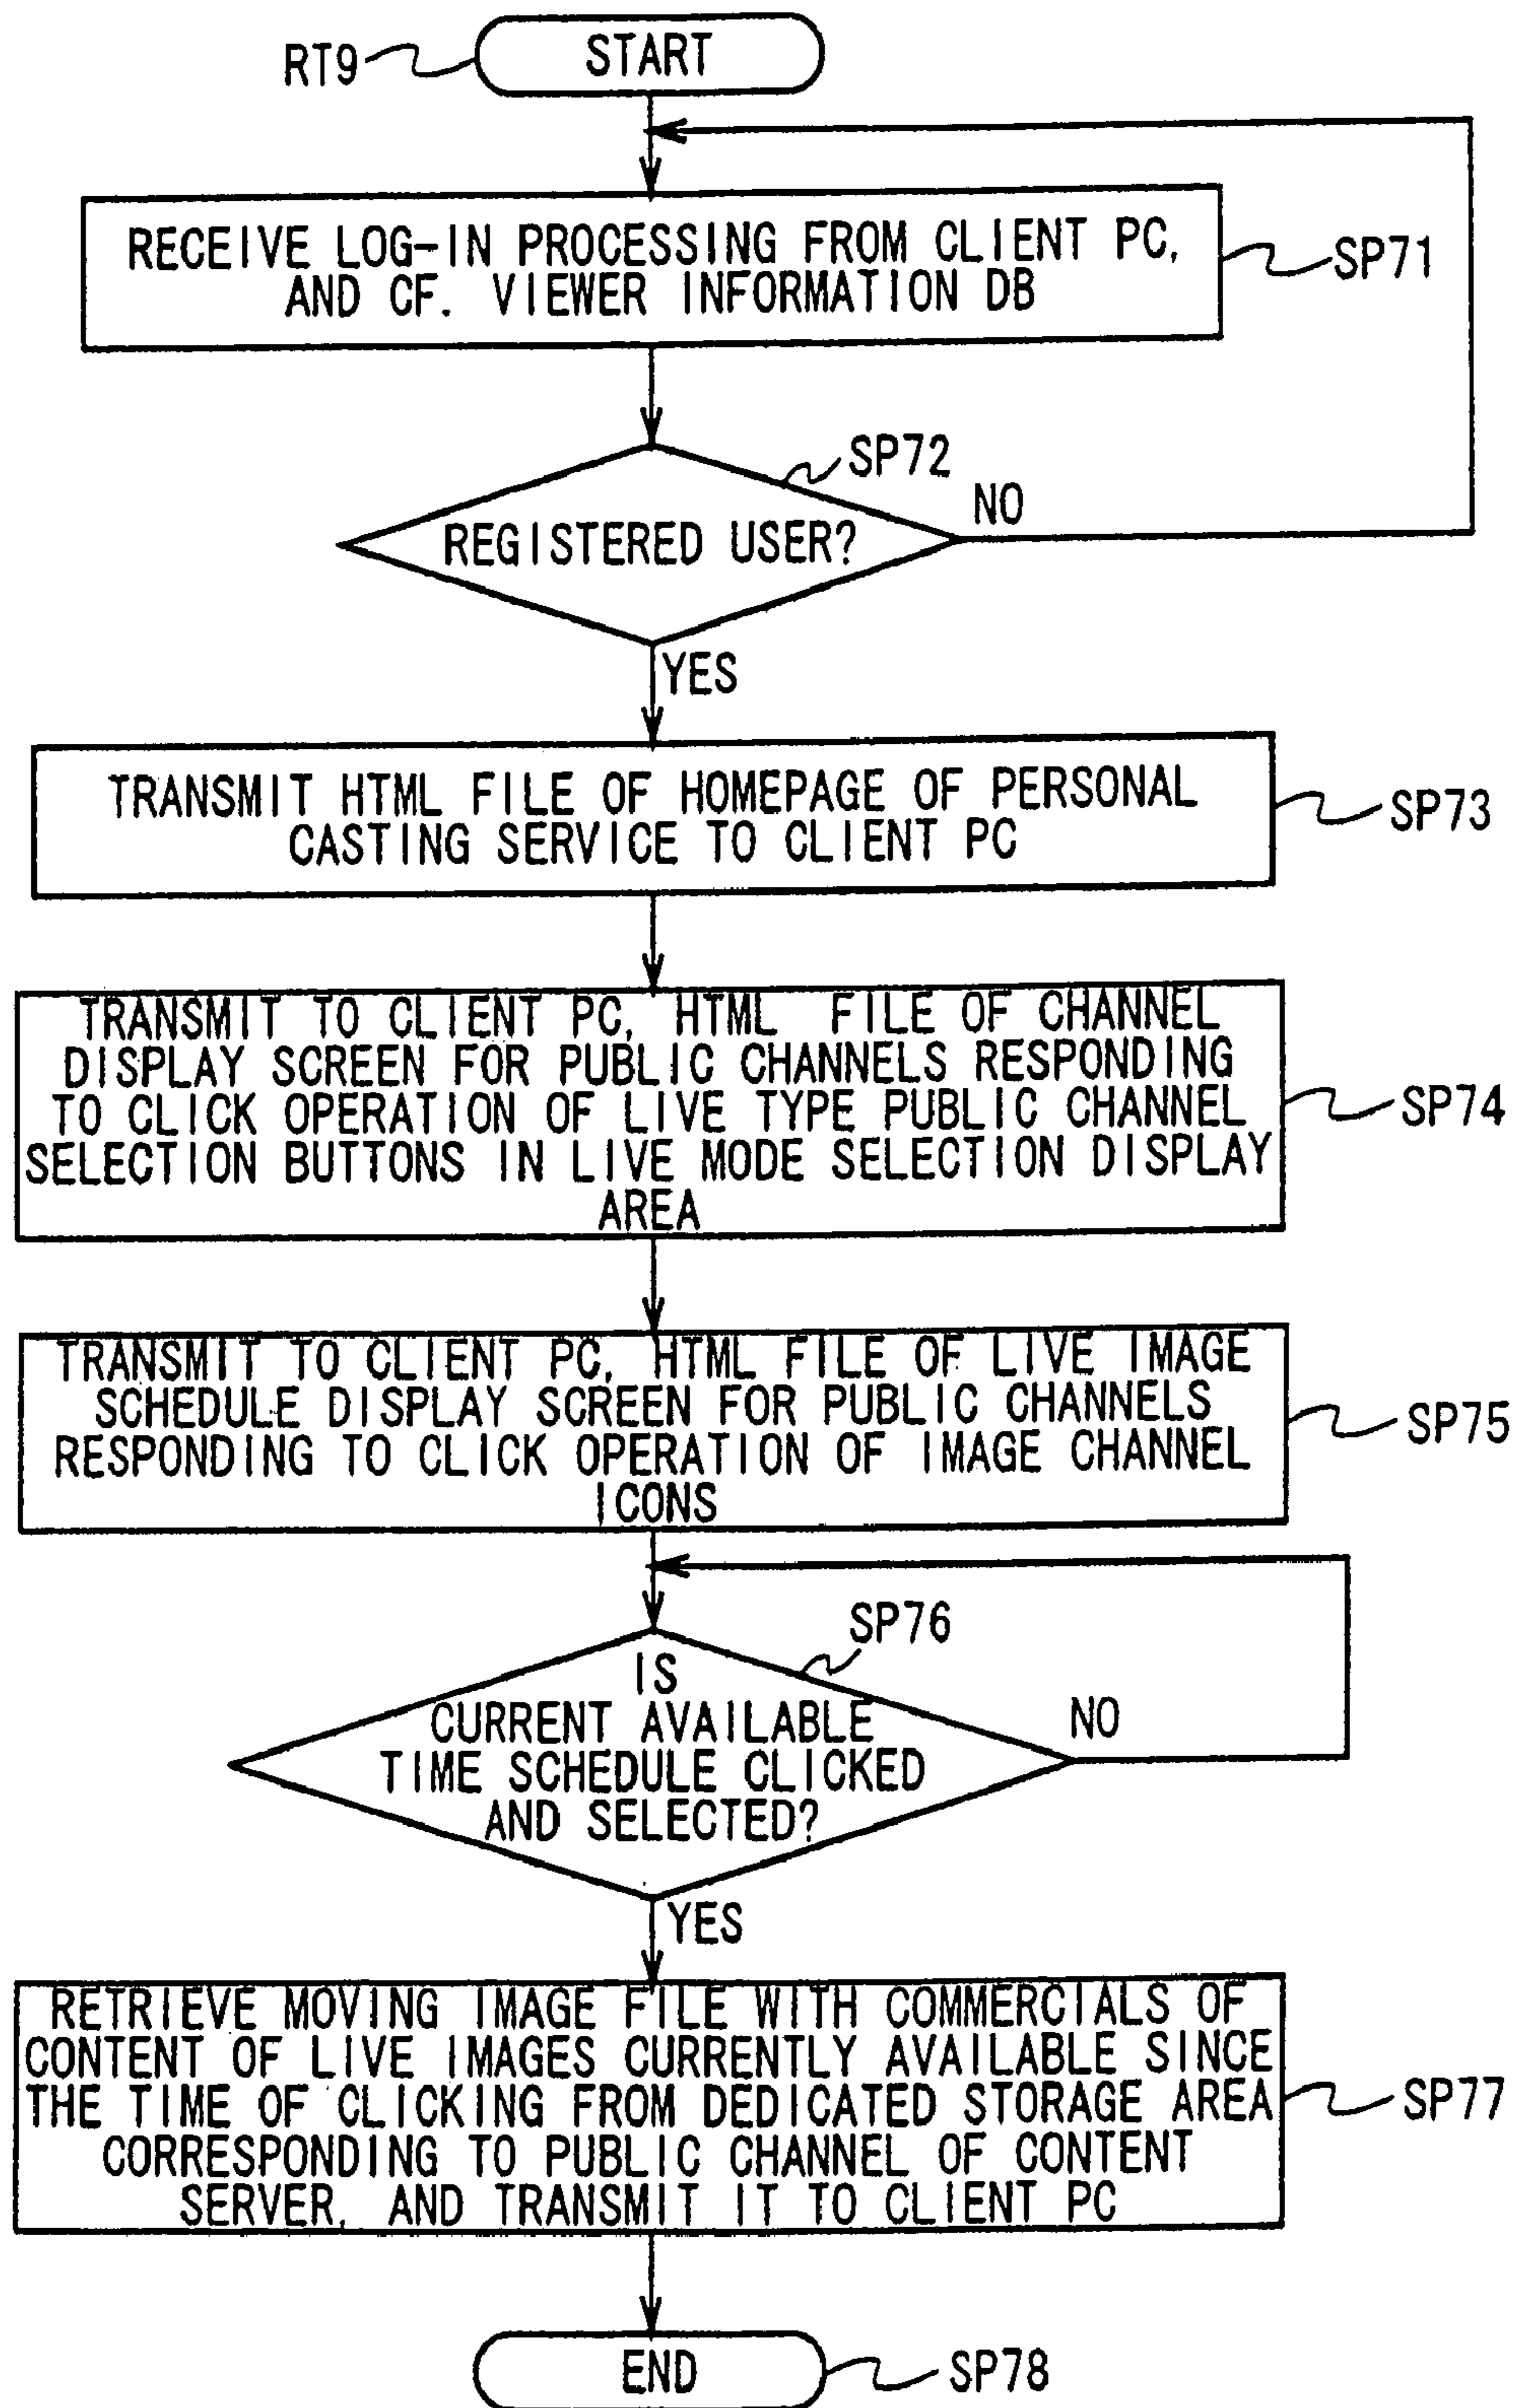 START
RT9
RECEIVE LOG-IN PROCESSING FROM CLIENT PC,
AND CF. VIEWER INFORMATION DB
SP71
SP72
REGISTERED USER?
NO
YES
TRANSMIT HTML FILE OF HOMEPAGE OF PERSONAL
CASTING SERVICE TO CLIENT PC
SP73
TRANSMIT TO CLIENT PC, HTML FILE OF CHANNEL
DISPLAY SCREEN FOR PUBLIC CHANNELS RESPONDING
TO CLICK OPERATION OF LIVE TYPE PUBLIC CHANNEL
SELECTION BUTTONS IN LIVE MODE SELECTION DISPLAY
AREA
SP74
TRANSMIT TO CLIENT PC, HTML FILE OF LIVE IMAGE
SCHEDULE DISPLAY SCREEN FOR PUBLIC CHANNELS
RESPONDING TO CLICK OPERATION OF IMAGE CHANNEL
ICONS
SP75
SP76
IS
CURRENT AVAILABLE
TIME SCHEDULE CLICKED
AND SELECTED?
NO
YES
RETRIEVE MOVING IMAGE FILE WITH COMMERCIALS OF
CONTENT OF LIVE IMAGES CURRENTLY AVAILABLE SINCE
THE TIME OF CLICKING FROM DEDICATED STORAGE AREA
CORRESPONDING TO PUBLIC CHANNEL OF CONTENT
SERVER, AND TRANSMIT IT TO CLIENT PC
SP77
END
SP78